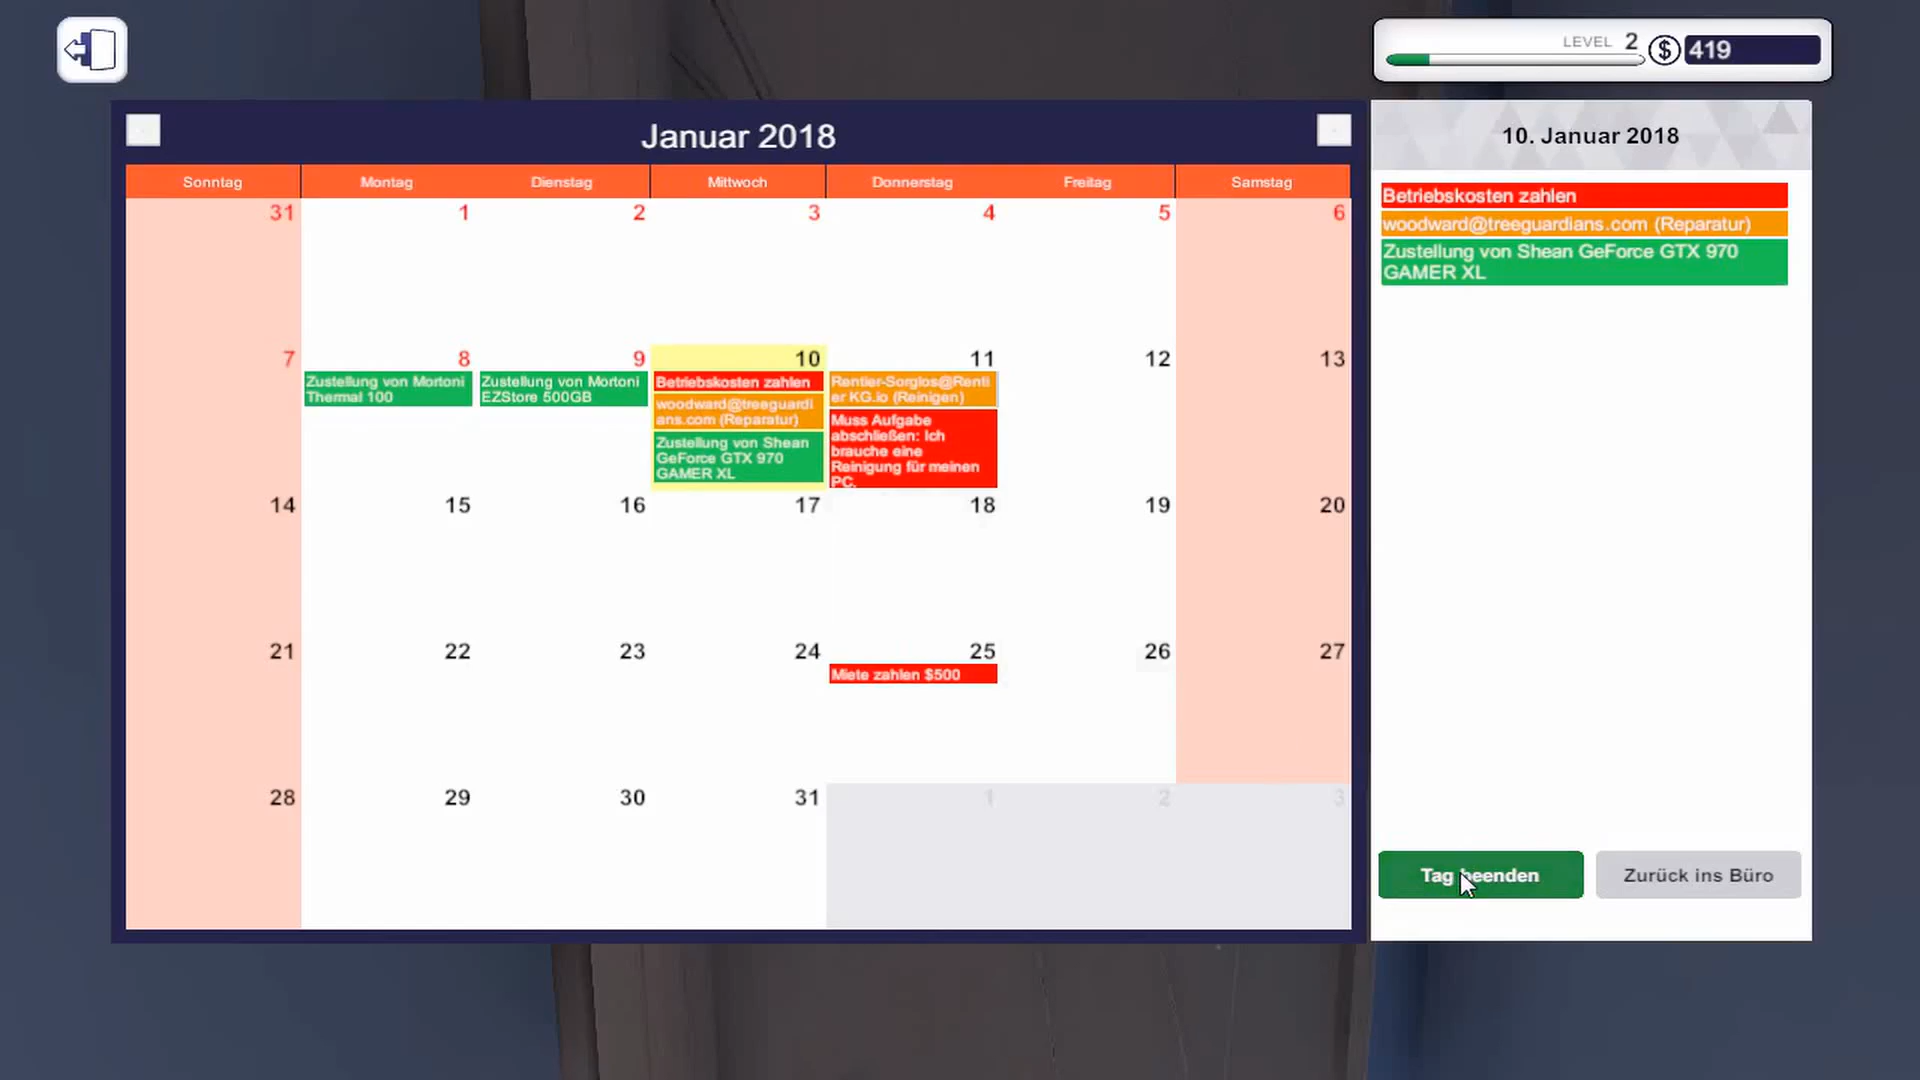 LEVEL 2
419
Januar 2018
Sonntag Montag Dienstag Mittwoch Donnerstag Freitag Samstag
31 1 2 3 4 5 6
7 8 9 10 11 12 13
Zustellung von Mortoni
Thermal 100
Zustellung von Mortoni
EZStore 500GB
Betriebskosten zahlen
woodward@treeguardi
ans.com (Reparatur)
Zustellung von Shean
GeForce GTX 970
GAMER XL
Rentier-Sorglos@Renti
er KG.io (Reinigen)
Muss Aufgabe
abschließen: Ich
brauche eine
Reinigung für meinen
PC.
14 15 16 17 18 19 20
21 22 23 24 25 26 27
Miete zahlen $500
28 29 30 31 1 2 3
10. Januar 2018
Betriebskosten zahlen
woodward@treeguardians.com (Reparatur)
Zustellung von Shean GeForce GTX 970
GAMER XL
Tag beenden
Zurück ins Büro